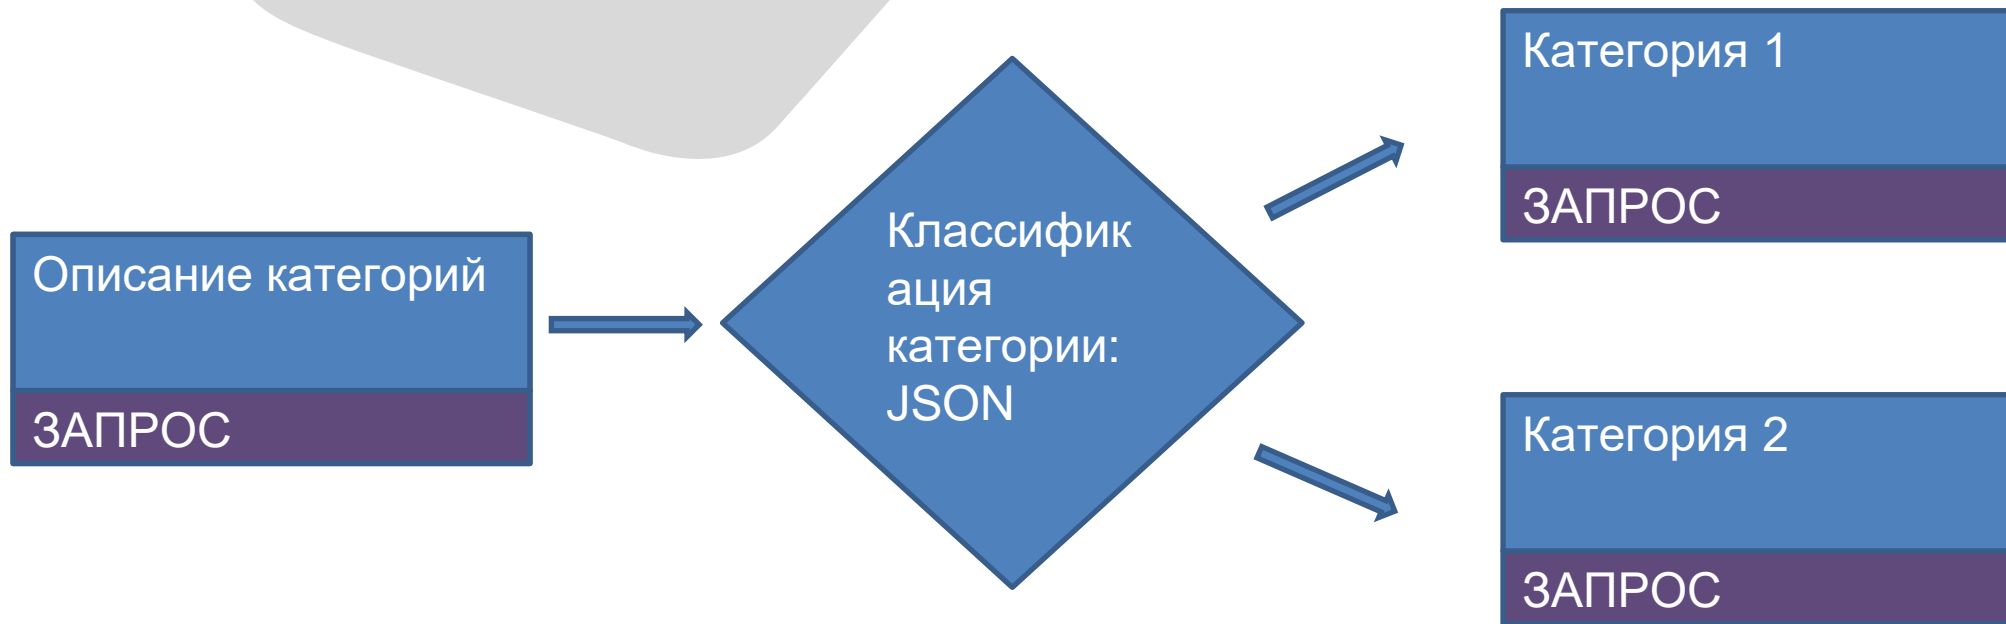 Описание категорий
ЗАПРОС
Классифик
ация
категории:
JSON
Категория 1
ЗАПРОС
Категория 2
ЗАПРОС